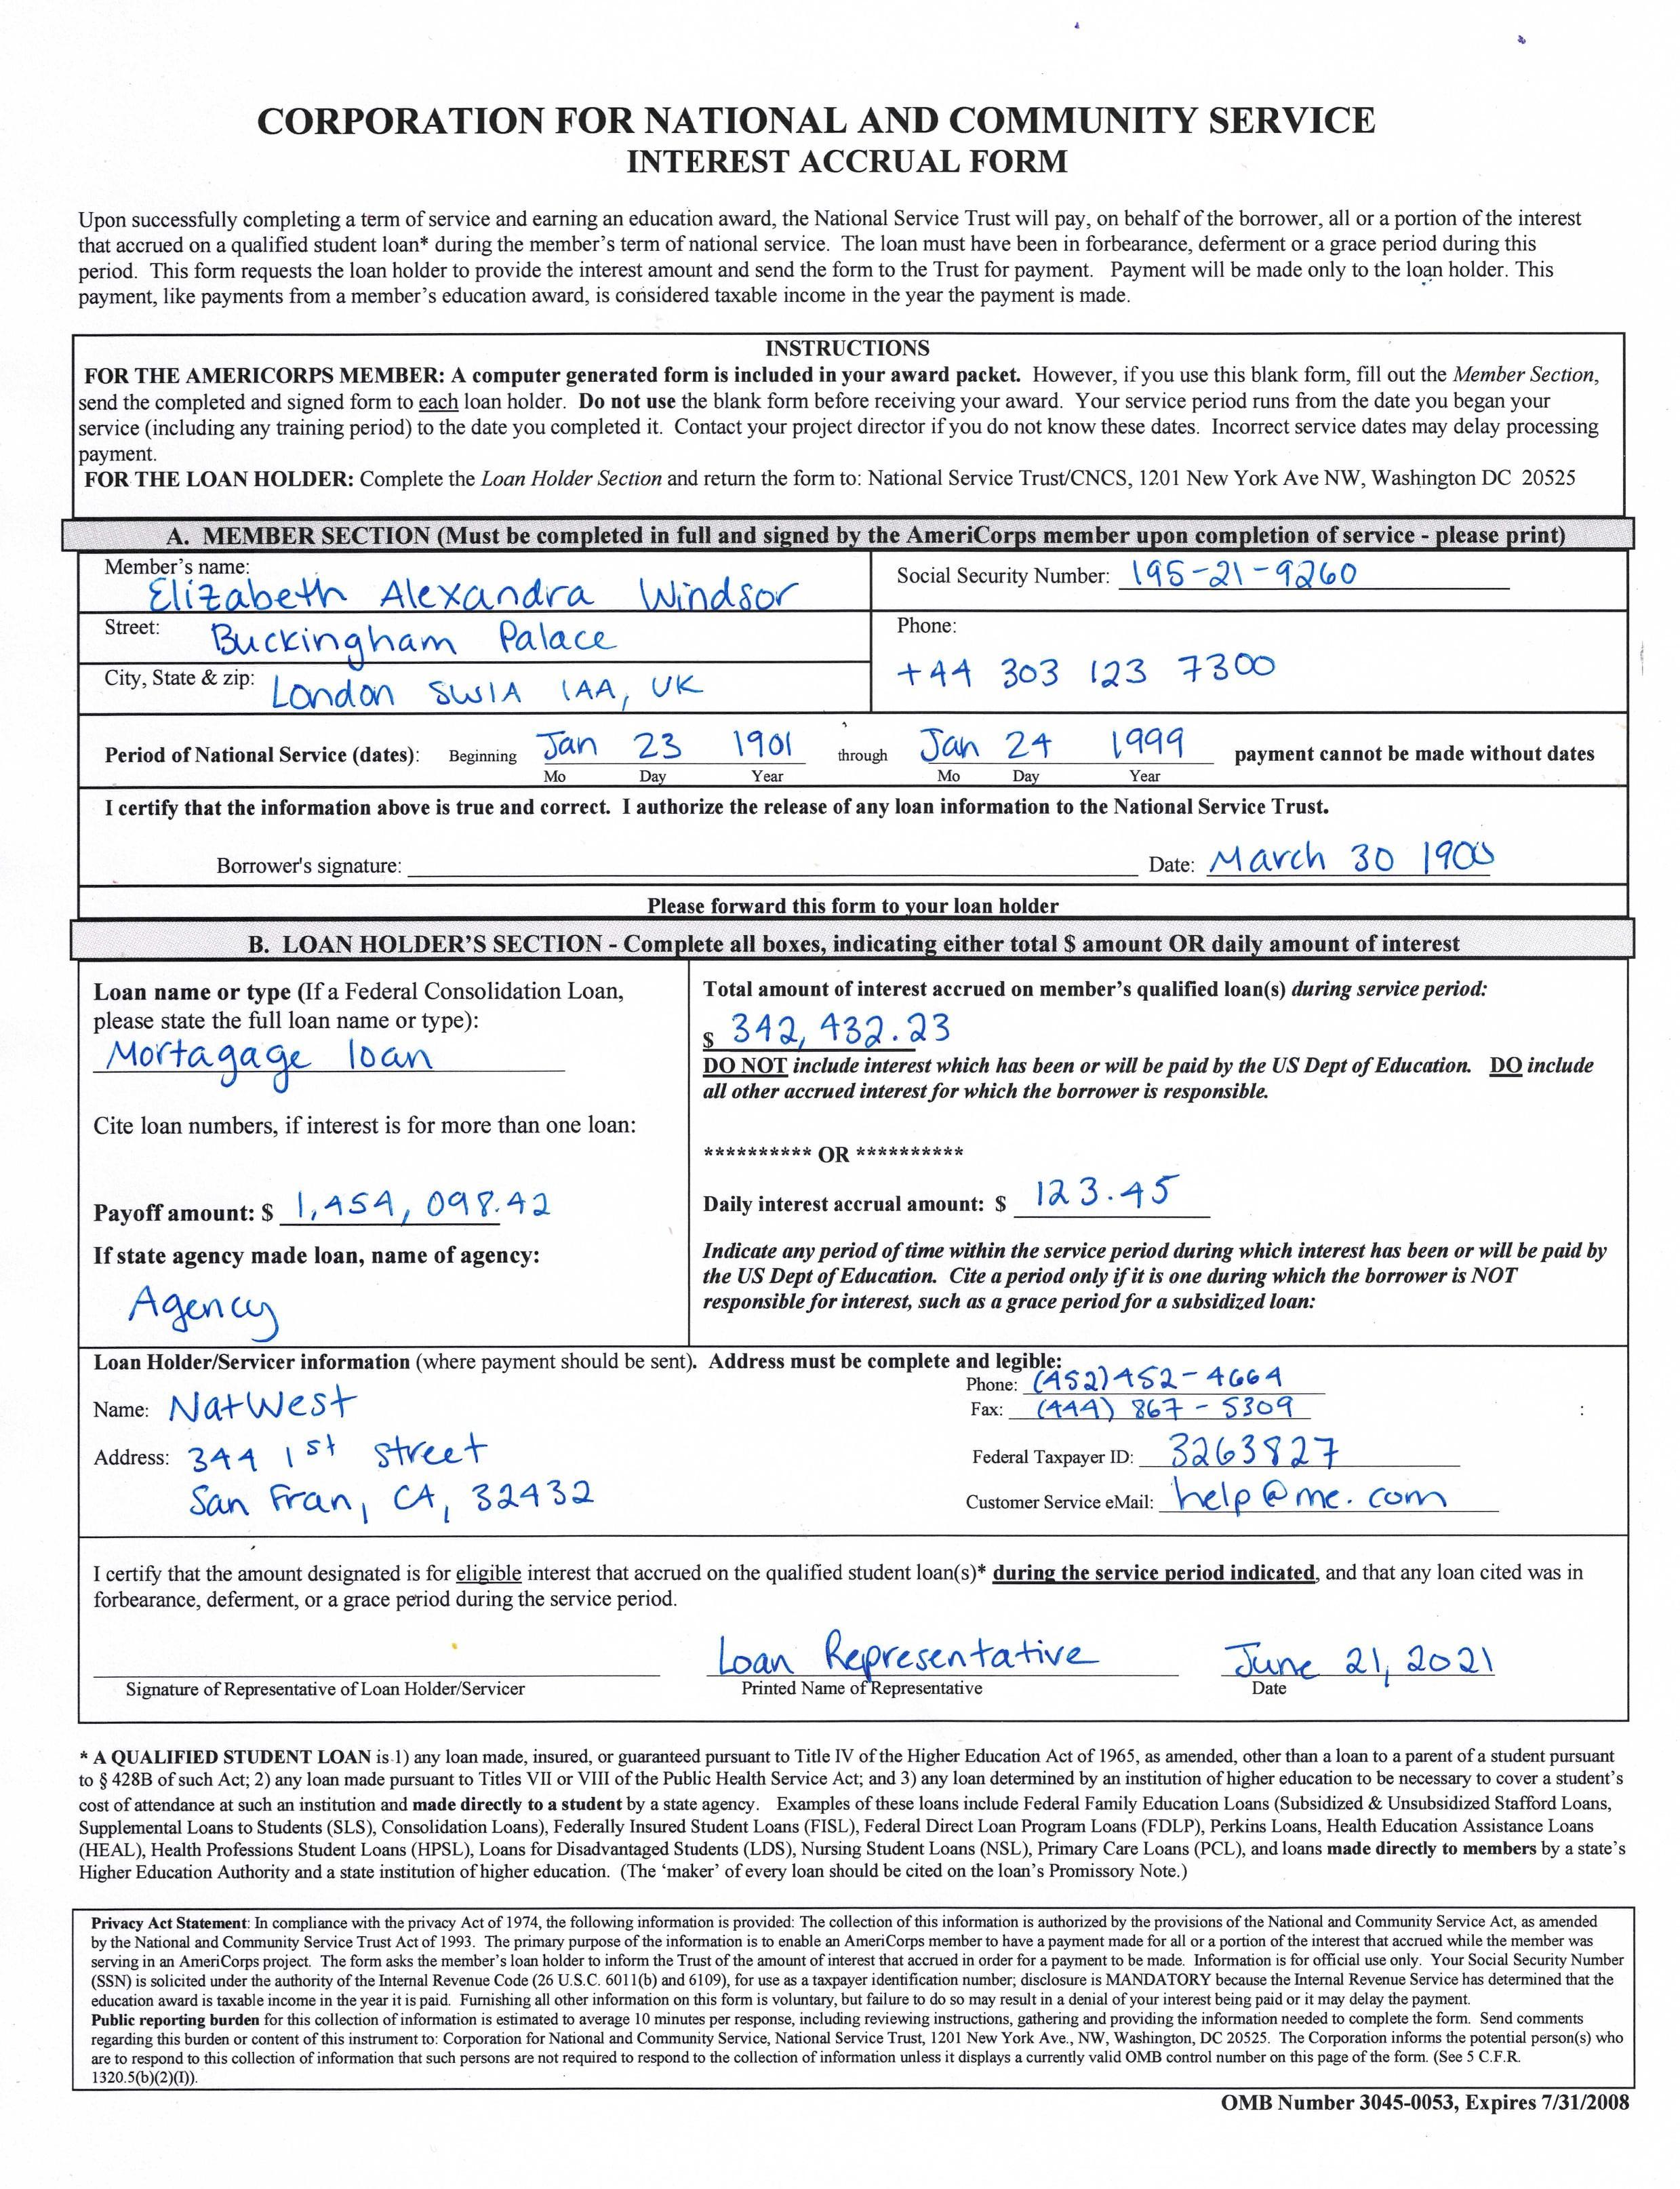 CORPORATION FOR NATIONAL AND COMMUNITY SERVICE
INTEREST ACCRUAL FORM
Upon successfully completing a term of service and earning an education award, the National Service Trust will pay, on behalf of the borrower, all or a portion of the interest
that accrued on a qualified student loan* during the member's term of national service. The loan must have been in forbearance, deferment or a grace period during this
period. This form requests the loan holder to provide the interest amount and send the form to the Trust for payment. Payment will be made only to the loan holder. This
payment, like payments from a member's education award, is considered taxable income in the year the payment is made.
INSTRUCTIONS
FOR THE AMERICORPS MEMBER: A computer generated form is included in your award packet. However, if you use this blank form, fill out the Member Section,
send the completed and signed form to each loan holder. Do not use the blank form before receiving your award. Your service period runs from the date you began your
service (including any training period) to the date you completed it. Contact your project director if you do not know these dates. Incorrect service dates may delay processing
payment.
FOR THE LOAN HOLDER: Complete the Loan Holder Section and return the form to: National Service Trust/CNCS, 1201 New York Ave NW, Washington DC 20525
A. MEMBER SECTION (Must be completed in full and signed by the AmeriCorps member upon completion of service - please print)
Member's name:
Elizabeth Alexandra Windsor
Social Security Number: 195-21-9260
Street: Buckingham Palace
Phone:
+44 303 123 7300
City, State & zip: London SW1A 1AA, UK
Period of National Service (dates): Beginning Jan 23 1901 through Jan 24 1999 payment cannot be made without dates
Mo Day Year Mo Day Year
I certify that the information above is true and correct. I authorize the release of any loan information to the National Service Trust.
Borrower's signature: Date: March 30 1900
Please forward this form to your loan holder
B. LOAN HOLDER'S SECTION - Complete all boxes, indicating either total $ amount OR daily amount of interest
Loan name or type (If a Federal Consolidation Loan,
please state the full loan name or type):
Mortagage loan
Cite loan numbers, if interest is for more than one loan:
Payoff amount: $ 1,454,098.42
If state agency made loan, name of agency:
Agency
Total amount of interest accrued on member's qualified loan(s) during service period:
$ 342,432.23
DO NOT include interest which has been or will be paid by the US Dept of Education. DO include
all other accrued interest for which the borrower is responsible.
********** OR **********
Daily interest accrual amount: $ 123.45
Indicate any period of time within the service period during which interest has been or will be paid by
the US Dept of Education. Cite a period only if it is one during which the borrower is NOT
responsible for interest, such as a grace period for a subsidized loan:
Loan Holder/Servicer information (where payment should be sent). Address must be complete and legible:
Name: NatWest
Address: 344 1st street
San Fran, CA, 32432
Phone: (452)452-4664
Fax: (444) 867-5309 :
Federal Taxpayer ID: 3263827
Customer Service eMail: help@me.com
I certify that the amount designated is for eligible interest that accrued on the qualified student loan(s)* during the service period indicated, and that any loan cited was in
forbearance, deferment, or a grace period during the service period.
Loan Representative June 21, 2021
Signature of Representative of Loan Holder/Servicer Printed Name of Representative Date
* A QUALIFIED STUDENT LOAN is 1) any loan made, insured, or guaranteed pursuant to Title IV of the Higher Education Act of 1965, as amended, other than a loan to a parent of a student pursuant
to § 428B of such Act; 2) any loan made pursuant to Titles VII or VIII of the Public Health Service Act; and 3) any loan determined by an institution of higher education to be necessary to cover a student's
cost of attendance at such an institution and made directly to a student by a state agency. Examples of these loans include Federal Family Education Loans (Subsidized & Unsubsidized Stafford Loans,
Supplemental Loans to Students (SLS), Consolidation Loans), Federally Insured Student Loans (FISL), Federal Direct Loan Program Loans (FDLP), Perkins Loans, Health Education Assistance Loans
(HEAL), Health Professions Student Loans (HPSL), Loans for Disadvantaged Students (LDS), Nursing Student Loans (NSL), Primary Care Loans (PCL), and loans made directly to members by a state's
Higher Education Authority and a state institution of higher education. (The 'maker' of every loan should be cited on the loan's Promissory Note.)
Privacy Act Statement: In compliance with the privacy Act of 1974, the following information is provided: The collection of this information is authorized by the provisions of the National and Community Service Act, as amended
by the National and Community Service Trust Act of 1993. The primary purpose of the information is to enable an AmeriCorps member to have a payment made for all or a portion of the interest that accrued while the member was
serving in an AmeriCorps project. The form asks the member's loan holder to inform the Trust of the amount of interest that accrued in order for a payment to be made. Information is for official use only. Your Social Security Number
(SSN) is solicited under the authority of the Internal Revenue Code (26 U.S.C. 6011(b) and 6109), for use as a taxpayer identification number; disclosure is MANDATORY because the Internal Revenue Service has determined that the
education award is taxable income in the year it is paid. Furnishing all other information on this form is voluntary, but failure to do so may result in a denial of your interest being paid or it may delay the payment.
Public reporting burden for this collection of information is estimated to average 10 minutes per response, including reviewing instructions, gathering and providing the information needed to complete the form. Send comments
regarding this burden or content of this instrument to: Corporation for National and Community Service, National Service Trust, 1201 New York Ave., NW, Washington, DC 20525. The Corporation informs the potential person(s) who
are to respond to this collection of information that such persons are not required to respond to the collection of information unless it displays a currently valid OMB control number on this page of the form. (See 5 C.F.R.
1320.5(b)(2)(I)).
OMB Number 3045-0053, Expires 7/31/2008